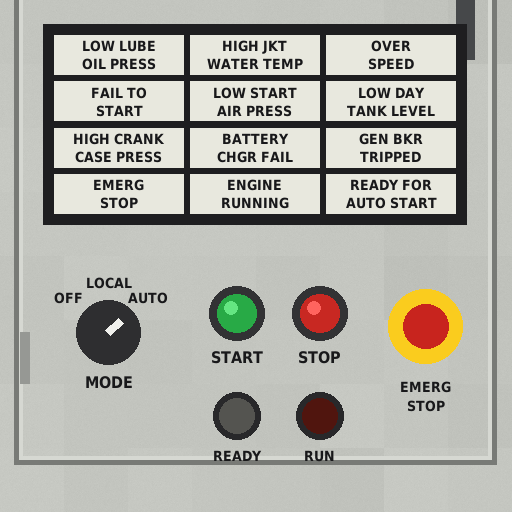 LOW LUBE
OIL PRESS
HIGH JKT
WATER TEMP
OVER
SPEED
FAIL TO
START
LOW START
AIR PRESS
LOW DAY
TANK LEVEL
HIGH CRANK
CASE PRESS
BATTERY
CHGR FAIL
GEN BKR
TRIPPED
EMERG
STOP
ENGINE
RUNNING
READY FOR
AUTO START
LOCAL
OFF
AUTO
MODE
START
STOP
EMERG
STOP
READY
RUN